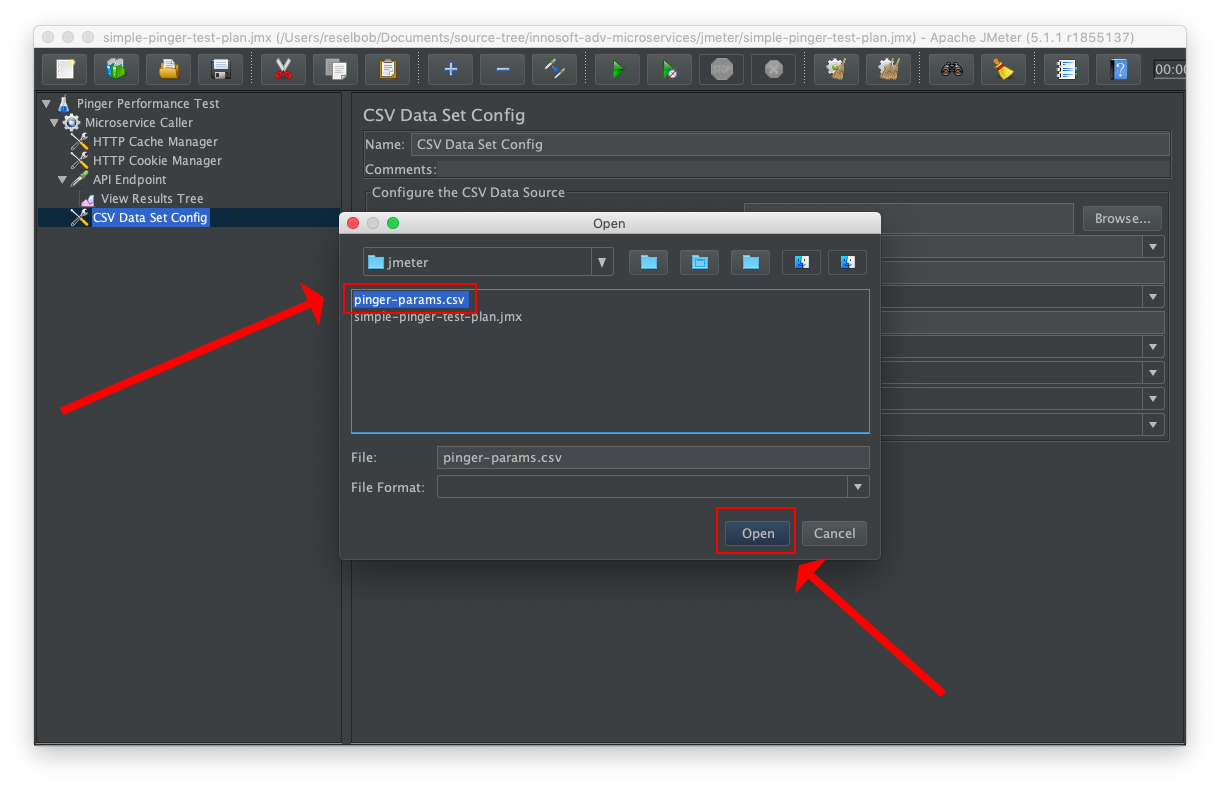 simple-pinger-test-plan.jmx (/Users/reselbob/Documents/source-tree/innosoft-adv-microservices/jmeter/simple-pinger-test-plan.jmx) - Apache JMeter (5.1.1 r1855137)
STOP
00:00
Pinger Performance Test
Microservice Caller
HTTP Cache Manager
HTTP Cookie Manager
API Endpoint
View Results Tree
CSV Data Set Config
CSV Data Set Config
Name: CSV Data Set Config
Comments:
Configure the CSV Data Source
Browse...
Open
jmeter
pinger-params.csv
simple-pinger-test-plan.jmx
File: pinger-params.csv
File Format:
Open Cancel